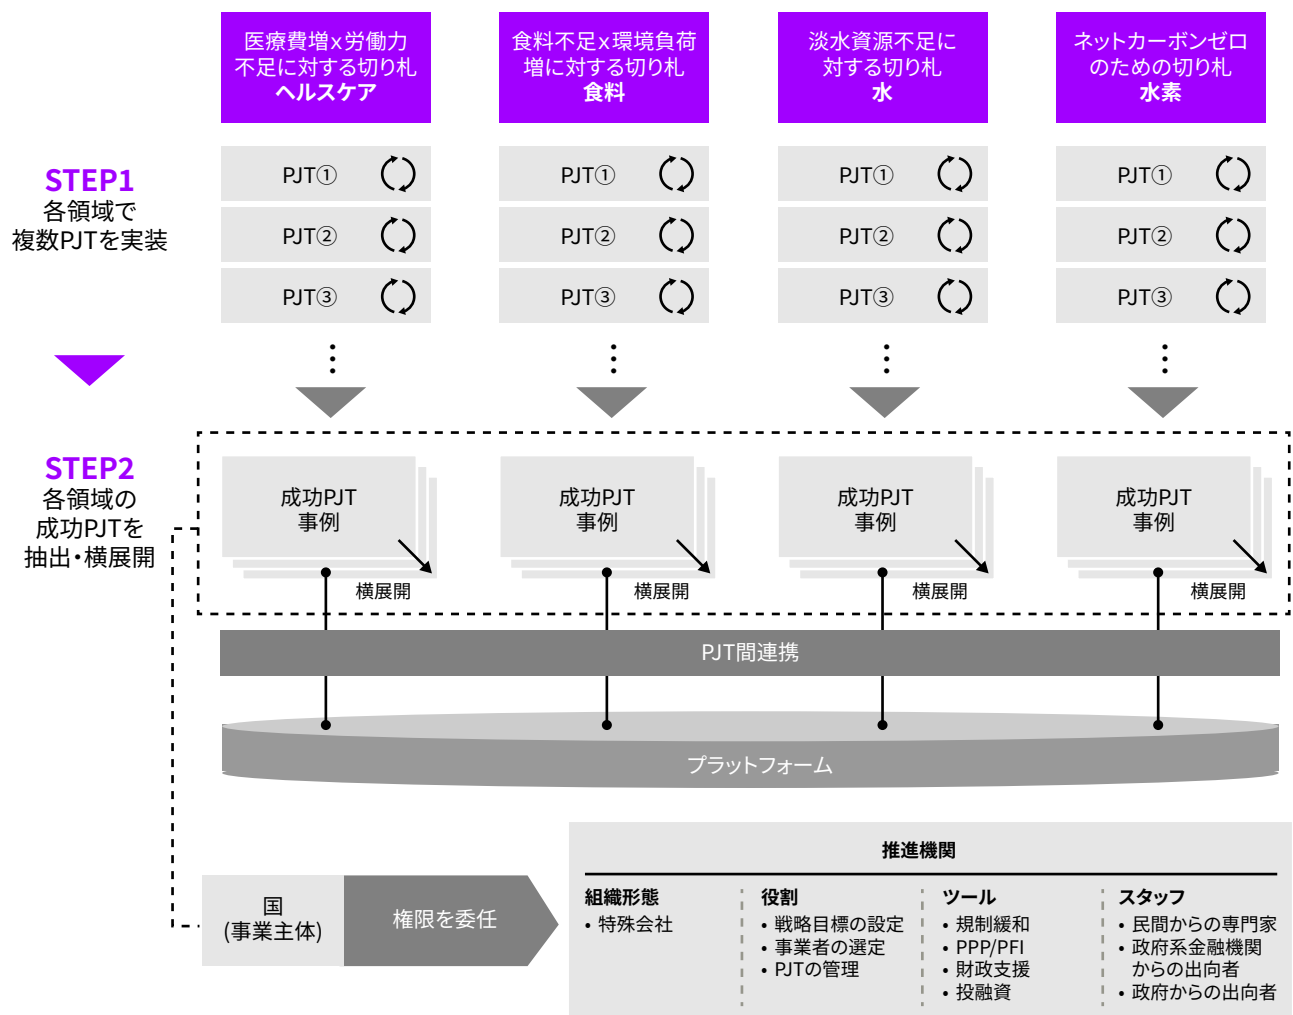 医療費増x労働力
不足に対する切り札
ヘルスケア
食料不足x環境負荷
増に対する切り札
食料
淡水資源不足に
対する切り札
水
ネットカーボンゼロ
のための切り札
水素
STEP1
各領域で
複数PJTを実装
PJT①
PJT①
PJT①
PJT①
PJT②
PJT②
PJT②
PJT②
PJT③
PJT③
PJT③
PJT③
STEP2
各領域の
成功PJTを
抽出・横展開
成功PJT
事例
横展開
成功PJT
事例
横展開
成功PJT
事例
横展開
成功PJT
事例
横展開
PJT間連携
プラットフォーム
国
(事業主体)
権限を委任
推進機関
組織形態
• 特殊会社
役割
• 戦略目標の設定
• 事業者の選定
• PJTの管理
ツール
• 規制緩和
• PPP/PFI
• 財政支援
• 投融資
スタッフ
• 民間からの専門家
• 政府系金融機関
からの出向者
• 政府からの出向者